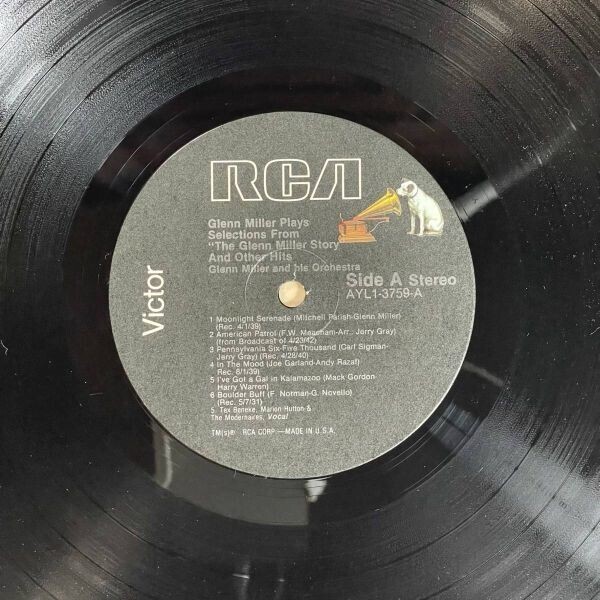 RCA
Glenn Miller Plays
Selections From
"The Glenn Miller Story"
And Other Hits
Glenn Miller and his Orchestra
Side A Stereo
AYL1-3759-A
Victor
1 Moonlight Serenade (Mitchell Parish-Glenn Miller)
(Rec. 4/1/39)
2 American Patrol (F.W. Meacham-Arr.: Jerry Gray)
(from Broadcast of 4/23/42)
3 Pennsylvania Six-Five Thousand (Carl Sigman-
Jerry Gray) (Rec. 4/28/40)
4 In The Mood (Joe Garland-Andy Razaf)
Rec. 8/1/39)
5 I've Got a Gal in Kalamazoo (Mack Gordon-
Harry Warren)
6 Boulder Buff (F. Norman-G. Novello)
(Rec. 5/7/31)
5. Tex Beneke, Marion Hutton &
The Modernaires, Vocal
TM(s)® RCA CORP.—MADE IN U.S.A.